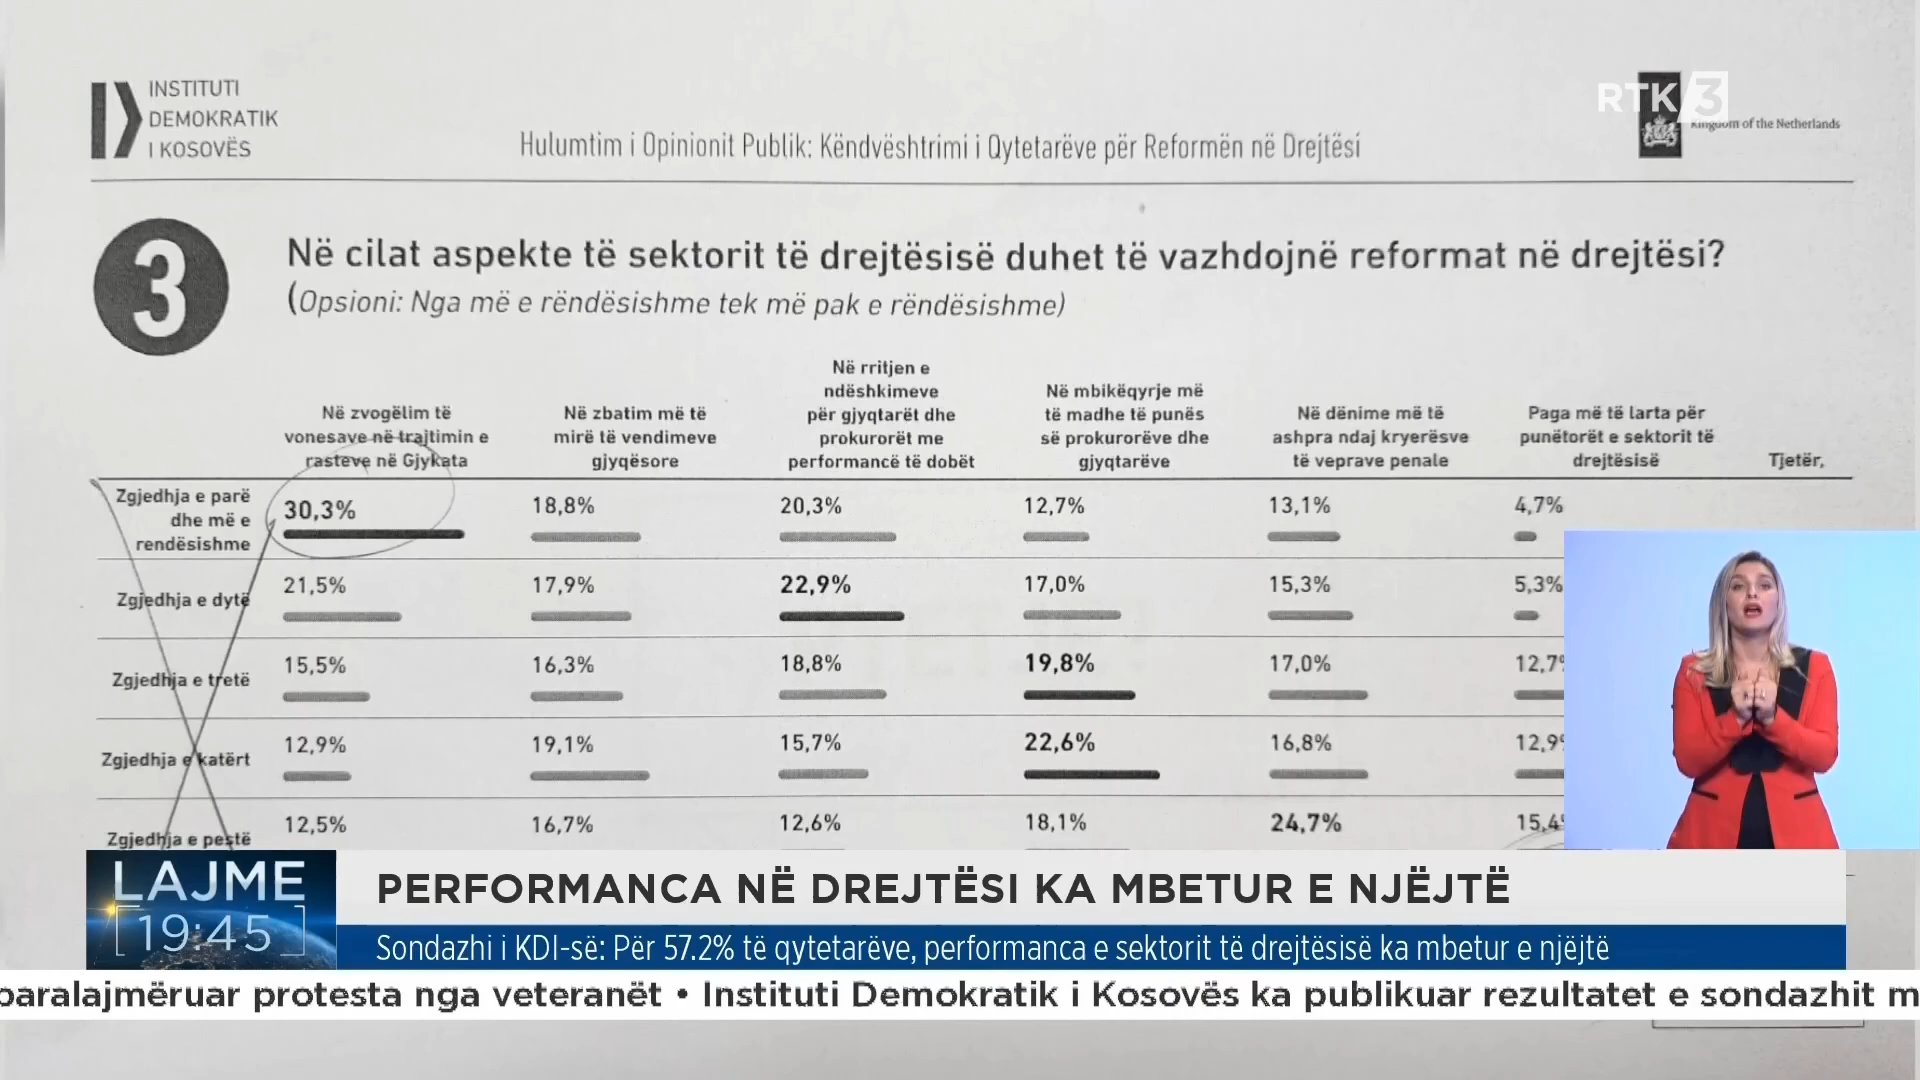 INSTITUTI
DEMOKRATIK
I KOSOVËS
Hulumtim i Opinionit Publik: Këndvështrimi i Qytetarëve për Reformën në Drejtësi
RTK 3
Kingdom of the Netherlands
3
Në cilat aspekte të sektorit të drejtësisë duhet të vazhdojnë reformat në drejtësi?
(Opsioni: Nga më e rëndësishme tek më pak e rëndësishme)
Në zvogëlim të
vonesave në trajtimin e
rasteve në Gjykata
Në zbatim më të
mirë të vendimeve
gjyqësore
Në rritjen e
ndëshkimeve
për gjyqtarët dhe
prokurorët me
performancë të dobët
Në mbikëqyrje më
të madhe të punës
së prokurorëve dhe
gjyqtarëve
Në dënime më të
ashpra ndaj kryerësve
të veprave penale
Paga më të larta për
punëtorët e sektorit të
drejtësisë
Tjetër,
Zgjedhja e parë
dhe më e
rendësishme
30,3% 18,8% 20,3% 12,7% 13,1% 4,7%
Zgjedhja e dytë 21,5% 17,9% 22,9% 17,0% 15,3% 5,3%
Zgjedhja e tretë 15,5% 16,3% 18,8% 19,8% 17,0% 12,7%
Zgjedhja e katërt 12,9% 19,1% 15,7% 22,6% 16,8% 12,9%
Zgjedhja e pestë 12,5% 16,7% 12,6% 18,1% 24,7% 15,4
LAJME
19:45
PERFORMANCA NË DREJTËSI KA MBETUR E NJËJTË
Sondazhi i KDI-së: Për 57.2% të qytetarëve, performanca e sektorit të drejtësisë ka mbetur e njëjtë
paralajmëruar protesta nga veteranët • Instituti Demokratik i Kosovës ka publikuar rezultatet e sondazhit m